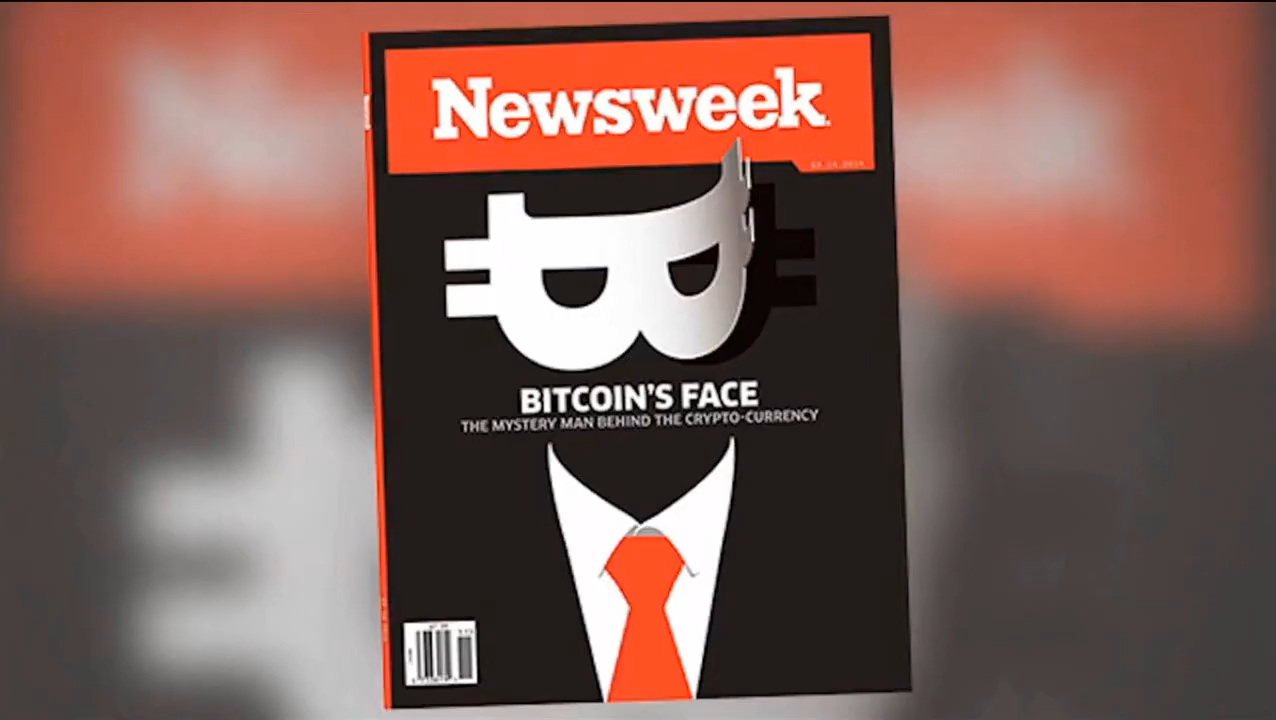 Newsweek
BITCOIN'S FACE
THE MYSTERY MAN BEHIND THE CRYPTO-CURRENCY